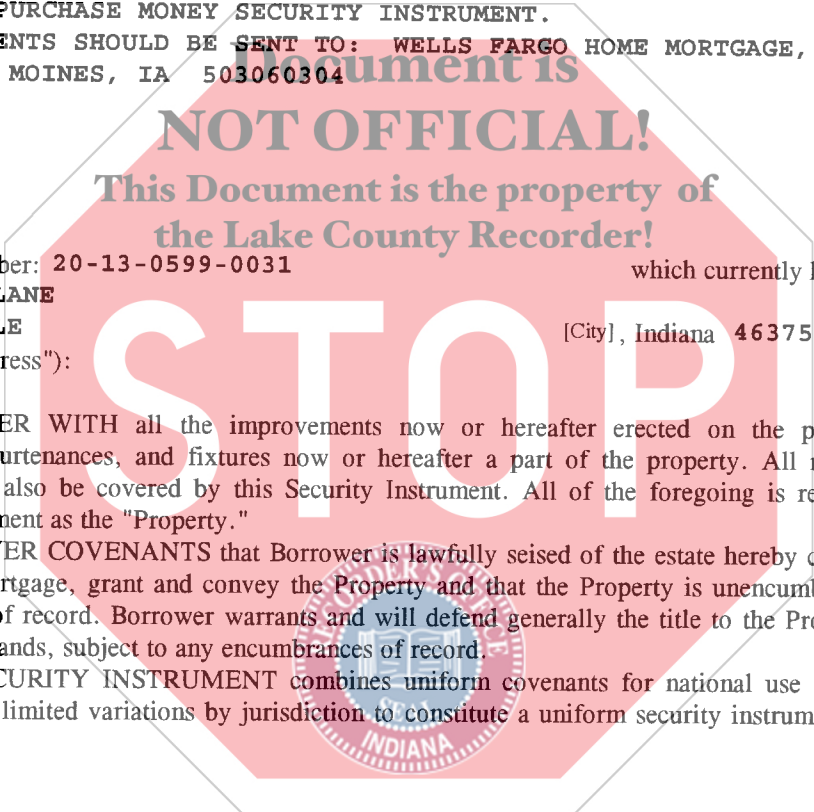 PURCHASE MONEY SECURITY INSTRUMENT.
ENTS SHOULD BE SENT TO: WELLS FARGO HOME MORTGAGE,
MOINES, IA 503060304
Document is
NOT OFFICIAL!
This Document is the property of
the Lake County Recorder!
ber: 20-13-0599-0031 which currently
LANE
LE [City], Indiana 46375
ress"):
STOP
ER WITH all the improvements now or hereafter erected on the p
urtenances, and fixtures now or hereafter a part of the property. All
also be covered by this Security Instrument. All of the foregoing is re
ment as the "Property."
ER COVENANTS that Borrower is lawfully seised of the estate hereby
rtgage, grant and convey the Property and that the Property is unencumb
of record. Borrower warrants and will defend generally the title to the Pro
ands, subject to any encumbrances of record.
CURITY INSTRUMENT combines uniform covenants for national use
limited variations by jurisdiction to constitute a uniform security instrum
RECORDER'S OFFICE
SEAL
INDIANA